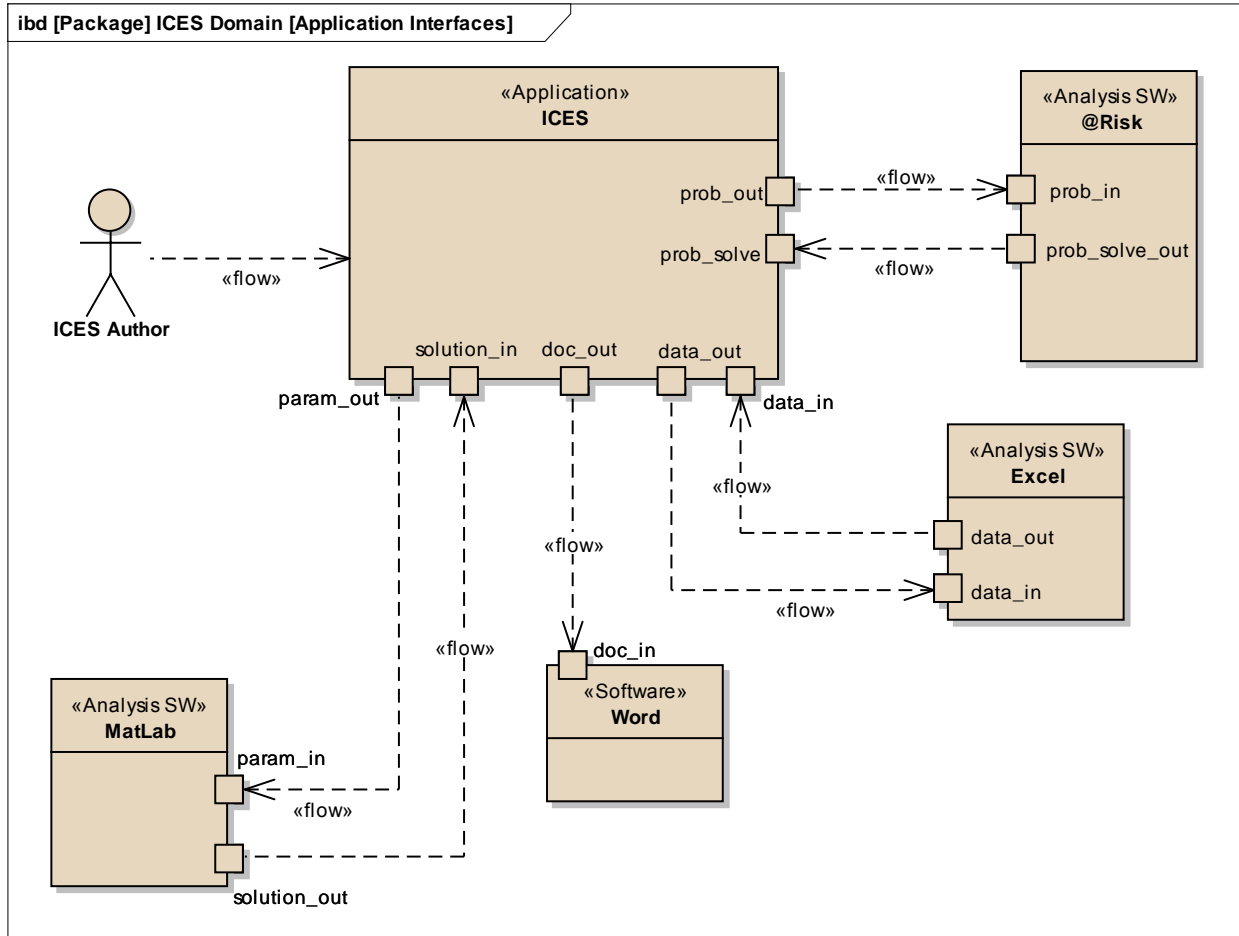 ibd [Package] ICES Domain [Application Interfaces]
«Application»
ICES
«Analysis SW»
@Risk
prob_out
«flow»
prob_in
prob_solve
«flow»
prob_solve_out
«flow»
ICES Author
solution_in
doc_out
data_out
param_out
data_in
«Analysis SW»
Excel
«flow»
data_out
«flow»
data_in
«flow»
«flow»
doc_in
«Software»
Word
«Analysis SW»
MatLab
param_in
«flow»
solution_out